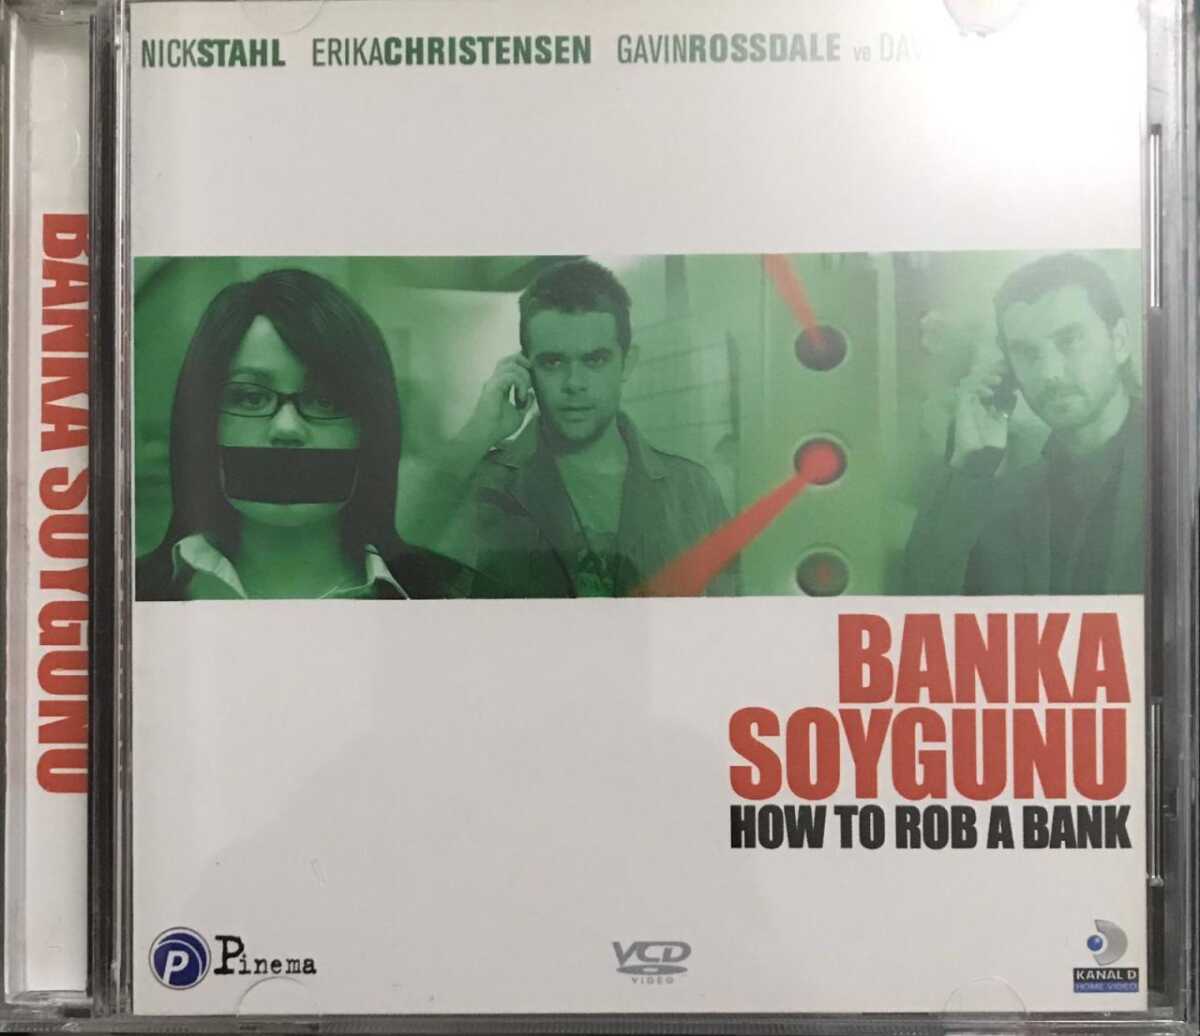 NICKSTAHL ERIKACHRISTENSEN GAVINROSSDALE ve
BANKA SOYGUNU
BANKA
SOYGUNU
HOW TO ROB A BANK
P Pinema
VCD
VIDEO
KANAL D
HOME VIDEO